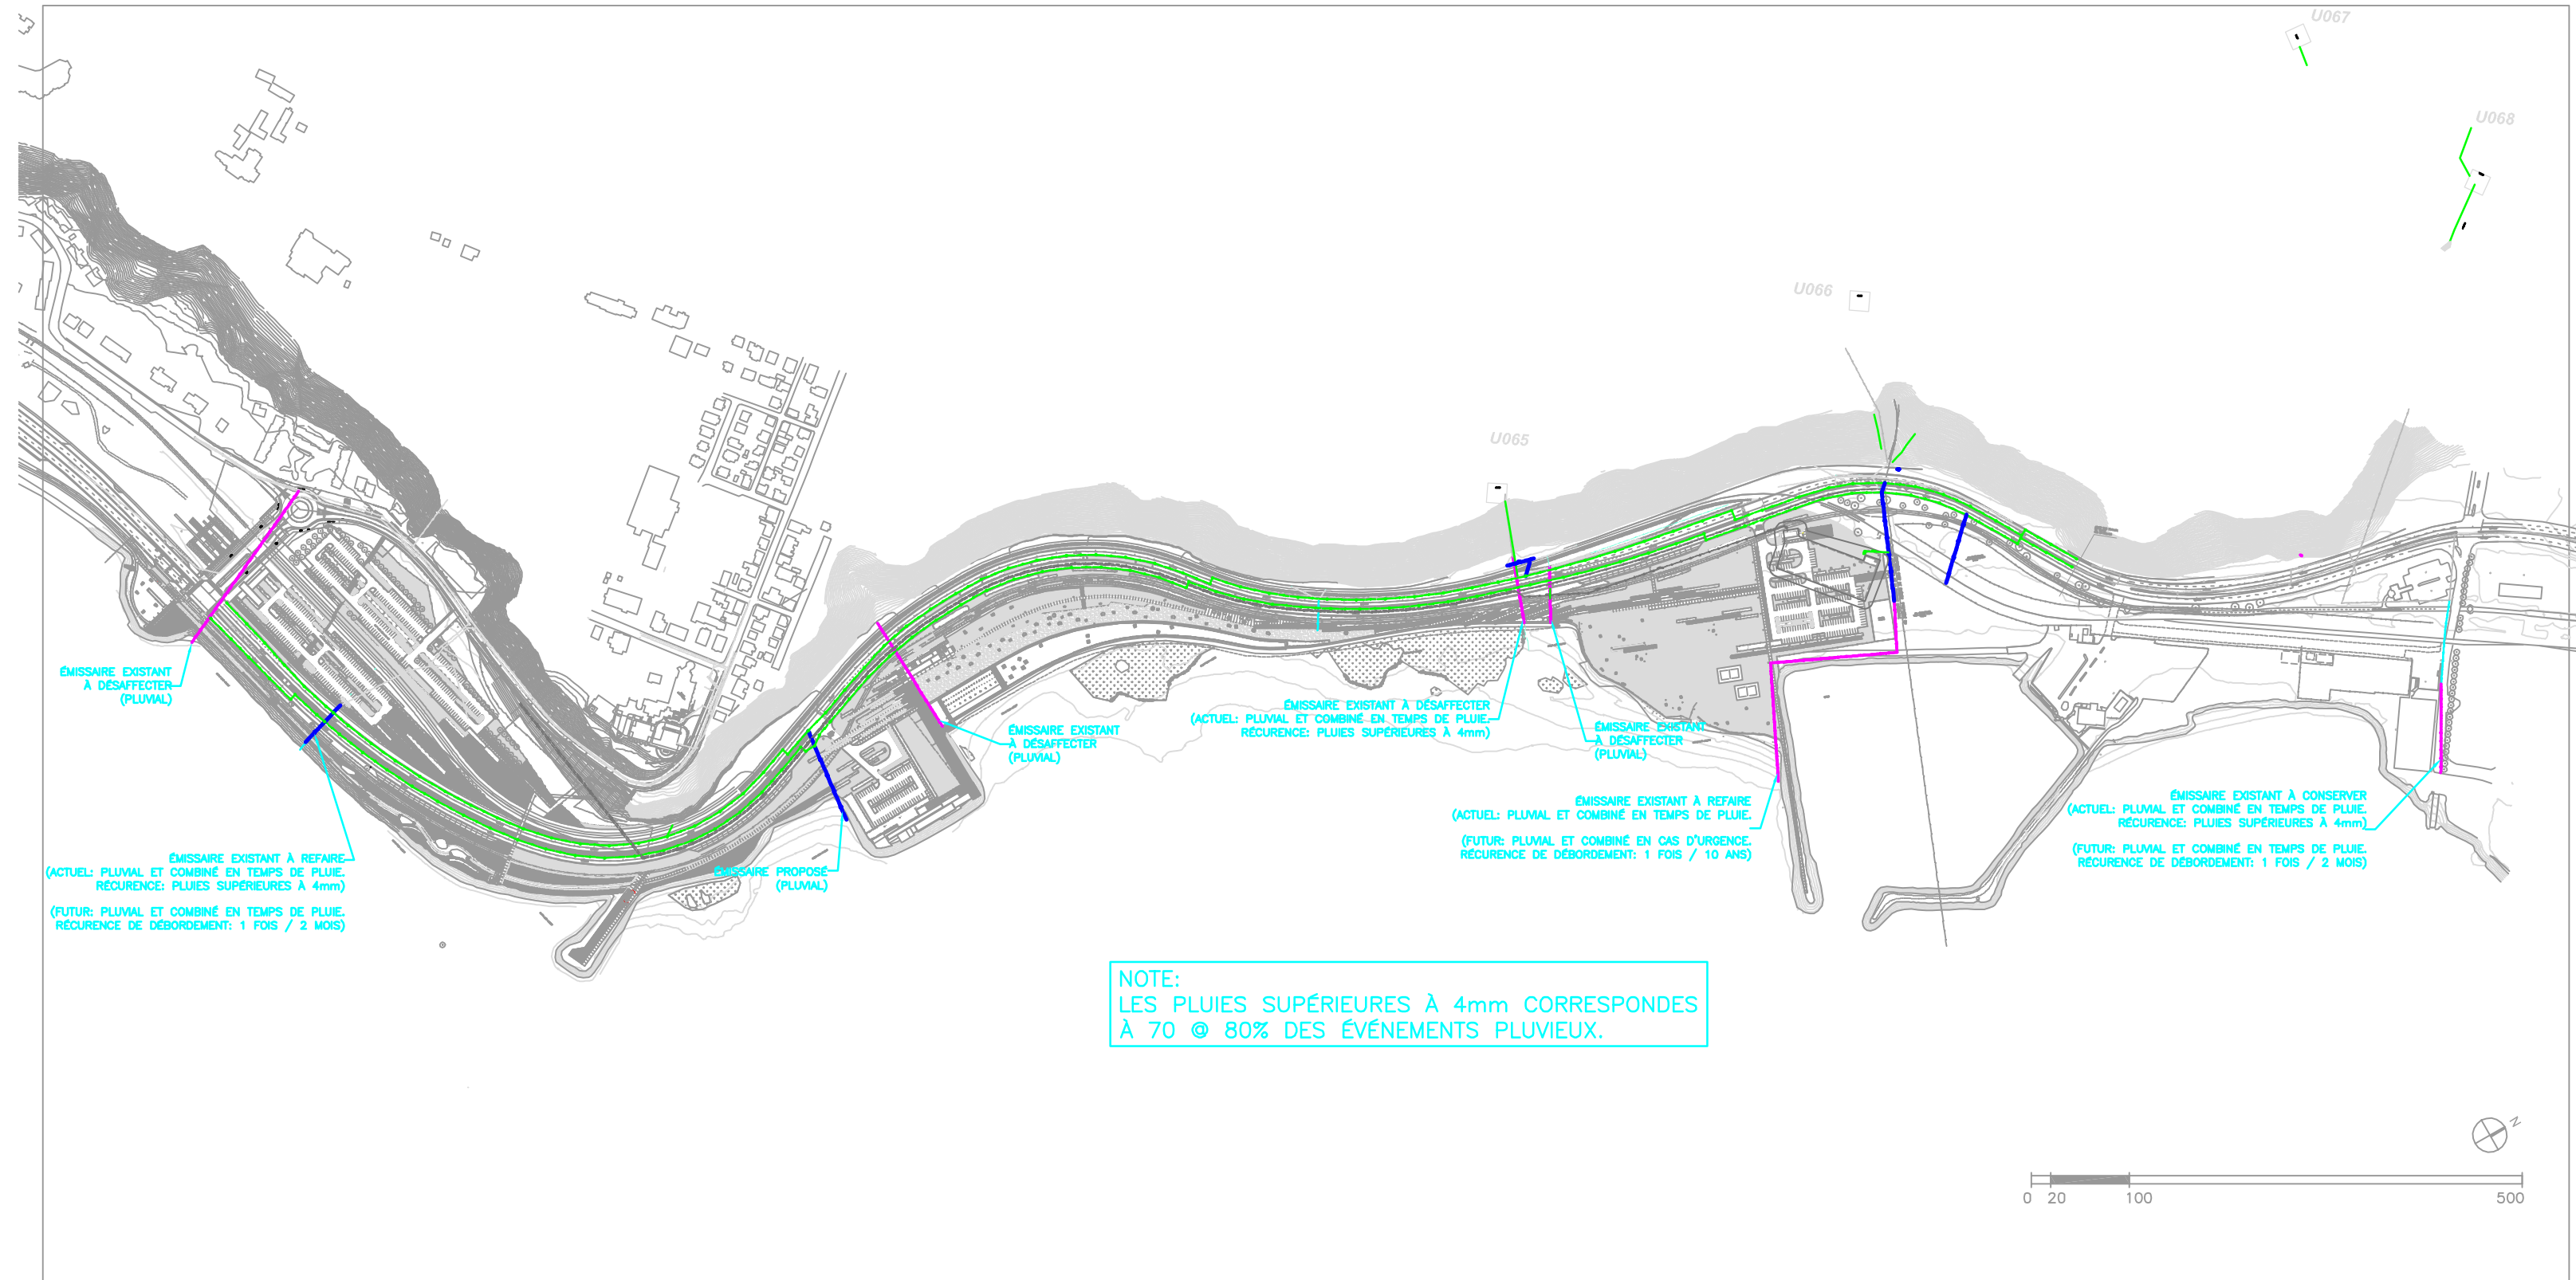 U067
U068
U066
U065
ÉMISSAIRE EXISTANT
À DÉSAFFECTER
(PLUVIAL)
ÉMISSAIRE EXISTANT À REFAIRE
(ACTUEL: PLUVIAL ET COMBINÉ EN TEMPS DE PLUIE.
RÉCURENCE: PLUIES SUPÉRIEURES À 4mm)
(FUTUR: PLUVIAL ET COMBINÉ EN TEMPS DE PLUIE.
RÉCURENCE DE DÉBORDEMENT: 1 FOIS / 2 MOIS)
ÉMISSAIRE PROPOSÉ
(PLUVIAL)
ÉMISSAIRE EXISTANT
À DÉSAFFECTER
(PLUVIAL)
ÉMISSAIRE EXISTANT À DÉSAFFECTER
(ACTUEL: PLUVIAL ET COMBINÉ EN TEMPS DE PLUIE.
RÉCURENCE: PLUIES SUPÉRIEURES À 4mm)
ÉMISSAIRE EXISTANT
À DÉSAFFECTER
(PLUVIAL)
ÉMISSAIRE EXISTANT À REFAIRE
(ACTUEL: PLUVIAL ET COMBINÉ EN TEMPS DE PLUIE.
(FUTUR: PLUVIAL ET COMBINÉ EN CAS D'URGENCE.
RÉCURENCE DE DÉBORDEMENT: 1 FOIS / 10 ANS)
ÉMISSAIRE EXISTANT À CONSERVER
(ACTUEL: PLUVIAL ET COMBINÉ EN TEMPS DE PLUIE.
RÉCURENCE: PLUIES SUPÉRIEURES À 4mm)
(FUTUR: PLUVIAL ET COMBINÉ EN TEMPS DE PLUIE.
RÉCURENCE DE DÉBORDEMENT: 1 FOIS / 2 MOIS)
NOTE:
LES PLUIES SUPÉRIEURES À 4mm CORRESPONDES
À 70 @ 80% DES ÉVÉNEMENTS PLUVIEUX.
N
0 20 100 500